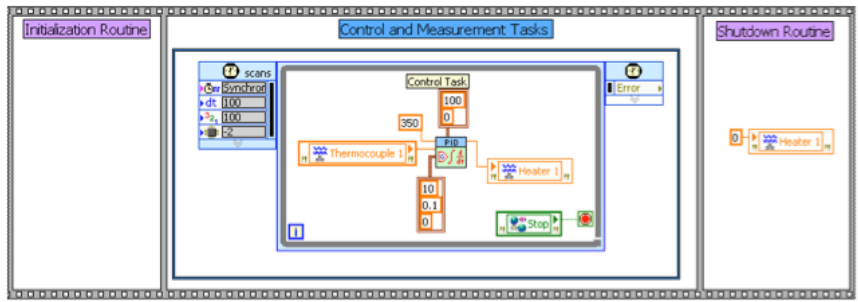 Initialization Routine
Control and Measurement Tasks
Shutdown Routine
scans
Synchror
dt 100
100
-2
Control Task
100
0
350
PID
Thermocouple 1
Heater 1
10
0.1
0
Stop
i
Error
0
Heater 1